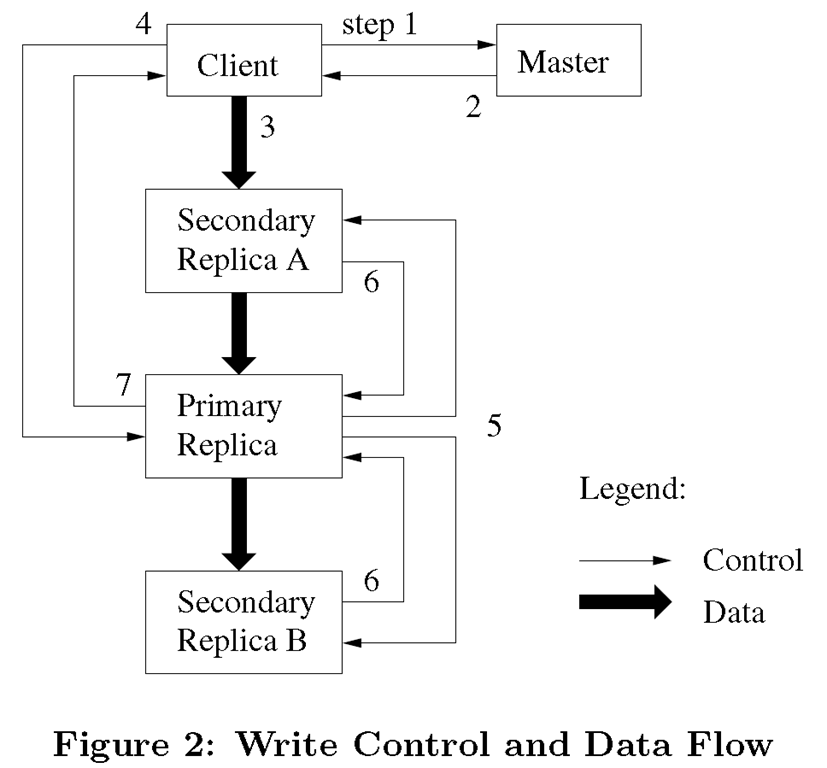 4
step 1
Client
Master
2
3
Secondary
Replica A
6
7
Primary
Replica
5
Legend:
Control
Data
6
Secondary
Replica B
Figure 2: Write Control and Data Flow